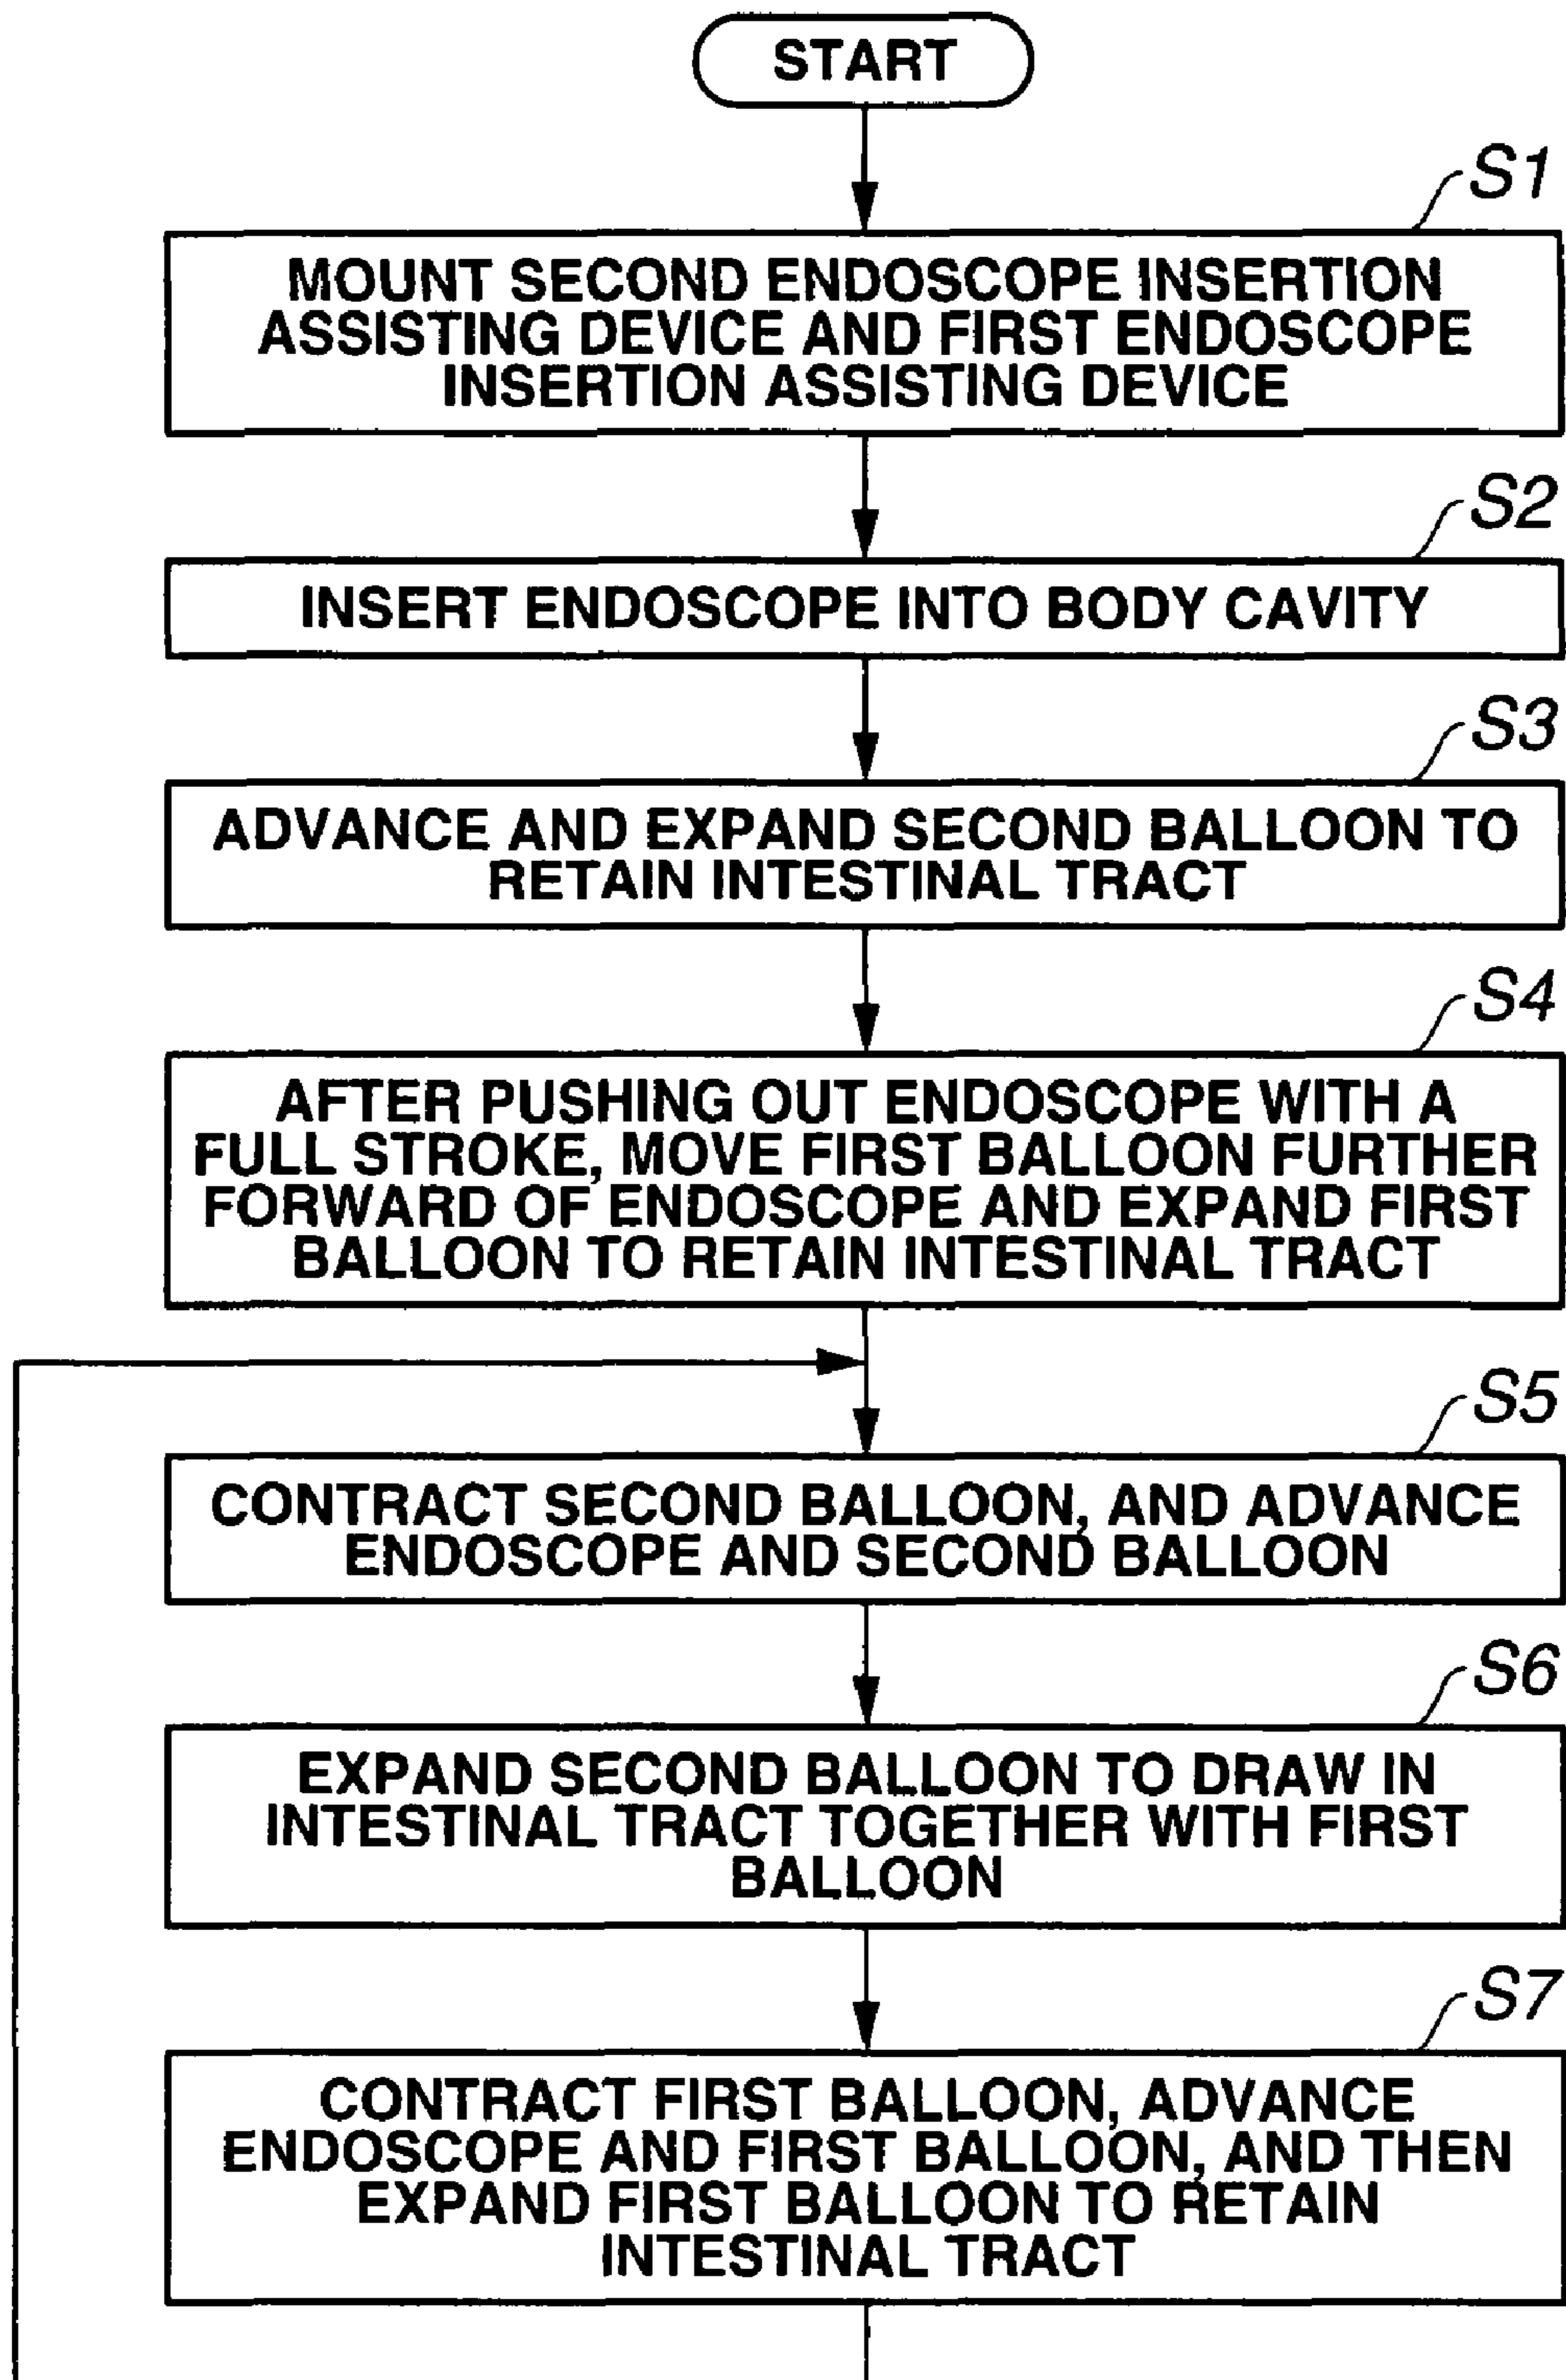 START
S1
MOUNT SECOND ENDOSCOPE INSERTION
ASSISTING DEVICE AND FIRST ENDOSCOPE
INSERTION ASSISTING DEVICE
S2
INSERT ENDOSCOPE INTO BODY CAVITY
S3
ADVANCE AND EXPAND SECOND BALLOON TO
RETAIN INTESTINAL TRACT
S4
AFTER PUSHING OUT ENDOSCOPE WITH A
FULL STROKE, MOVE FIRST BALLOON FURTHER
FORWARD OF ENDOSCOPE AND EXPAND FIRST
BALLOON TO RETAIN INTESTINAL TRACT
S5
CONTRACT SECOND BALLOON, AND ADVANCE
ENDOSCOPE AND SECOND BALLOON
S6
EXPAND SECOND BALLOON TO DRAW IN
INTESTINAL TRACT TOGETHER WITH FIRST
BALLOON
S7
CONTRACT FIRST BALLOON, ADVANCE
ENDOSCOPE AND FIRST BALLOON, AND THEN
EXPAND FIRST BALLOON TO RETAIN
INTESTINAL TRACT